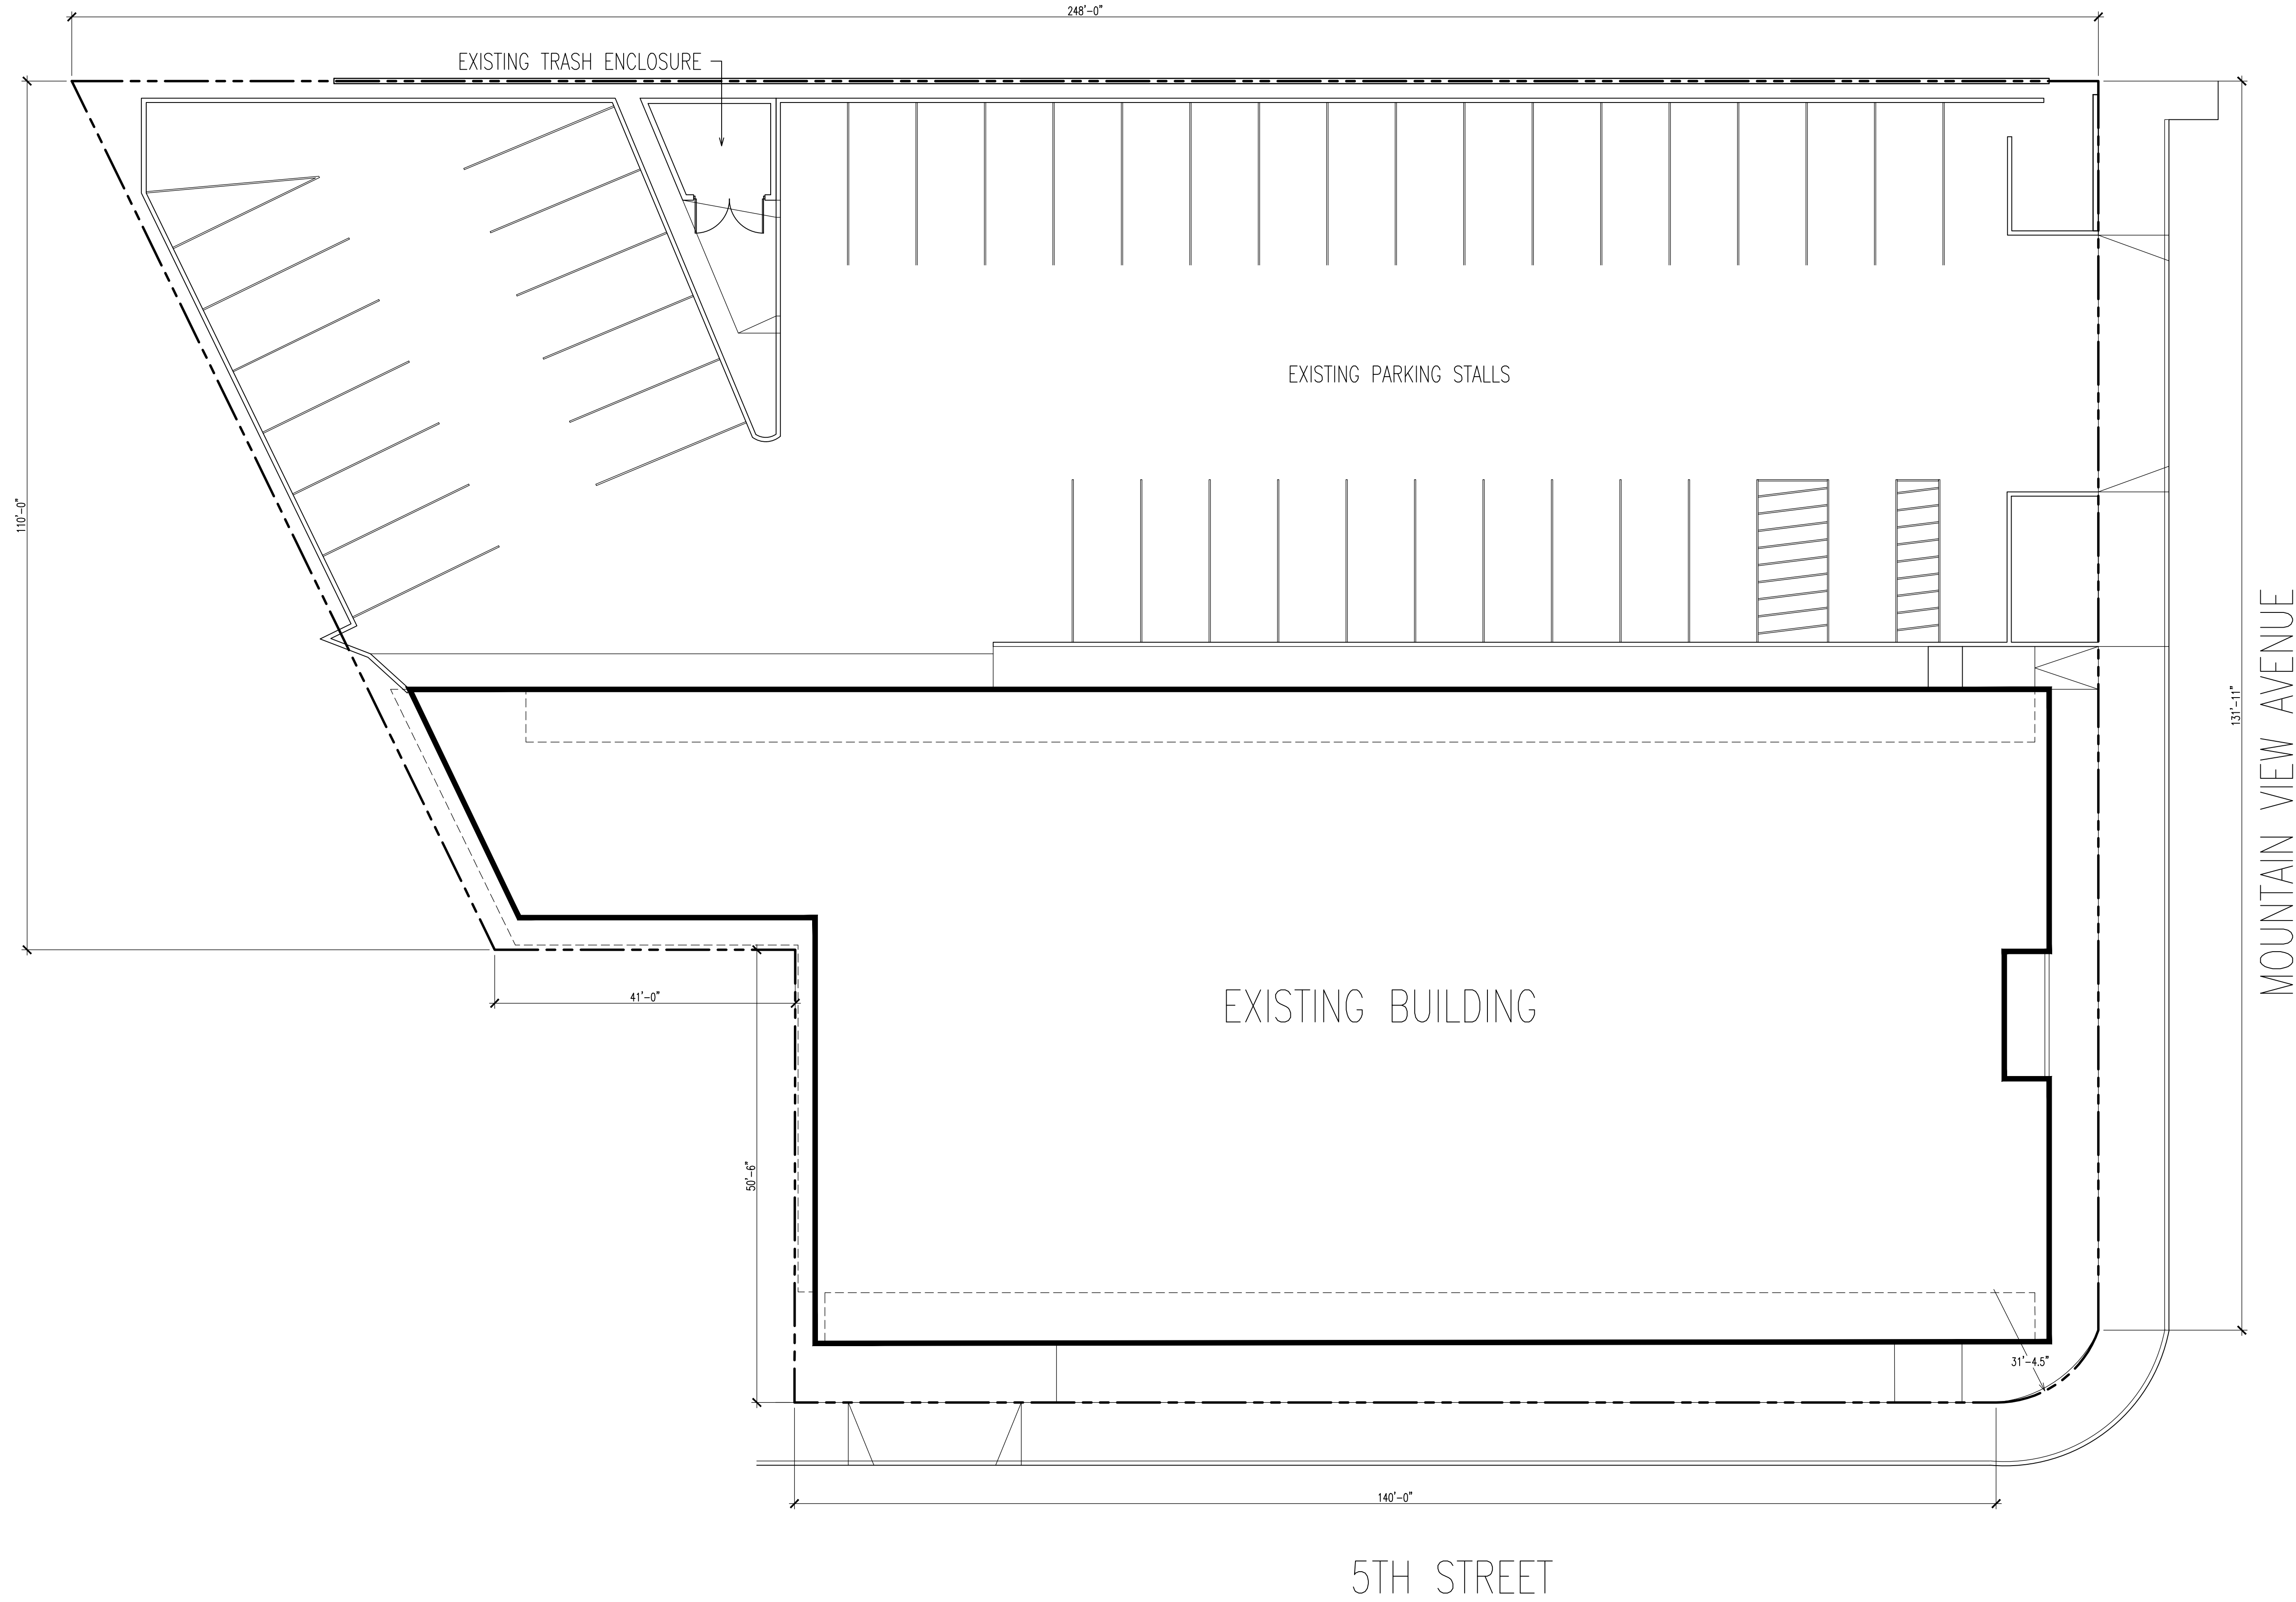 248'-0"
EXISTING TRASH ENCLOSURE
EXISTING PARKING STALLS
110'-0"
131'-11"
MOUNTAIN VIEW AVENUE
41'-0"
EXISTING BUILDING
50'-6"
31'-4.5"
140'-0"
5TH STREET